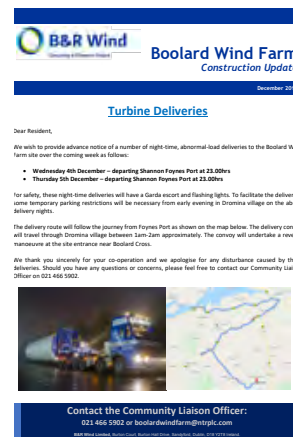 B&R Wind
Boolard Wind Farm
Construction Updat
December 201
Turbine Deliveries
Dear Resident,
We wish to provide advance notice of a number of night-time, abnormal-load deliveries to the Boolard W
Farm site over the coming week as follows:
• Wednesday 4th December – departing Shannon Foynes Port at 23.00hrs
• Thursday 5th December – departing Shannon Foynes Port at 23.00hrs
For safety, these night-time deliveries will have a Garda escort and flashing lights. To facilitate the deliver
some temporary parking restrictions will be necessary from early evening in Dromina village on the ab
delivery nights.
The delivery route will follow the journey from Foynes Port as shown on the map below. The delivery con
will travel through Dromina village between 1am-2am approximately. The convoy will undertake a reve
manoeuvre at the site entrance near Boolard Cross.
We thank you sincerely for your co-operation and we apologise for any disturbance caused by th
deliveries. Should you have any questions or concerns, please feel free to contact our Community Liai
Officer on 021 466 5902.
Contact the Community Liaison Officer:
021 466 5902 or boolardwindfarm@ntrplc.com